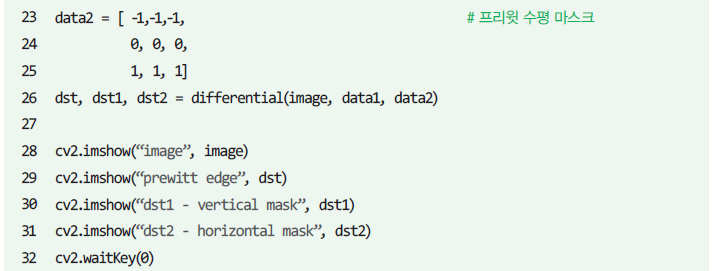 23 data2 = [ -1,-1,-1, # 프리윗 수평 마스크
24 0, 0, 0,
25 1, 1, 1]
26 dst, dst1, dst2 = differential(image, data1, data2)
27
28 cv2.imshow(“image”, image)
29 cv2.imshow(“prewitt edge”, dst)
30 cv2.imshow(“dst1 - vertical mask”, dst1)
31 cv2.imshow(“dst2 - horizontal mask”, dst2)
32 cv2.waitKey(0)